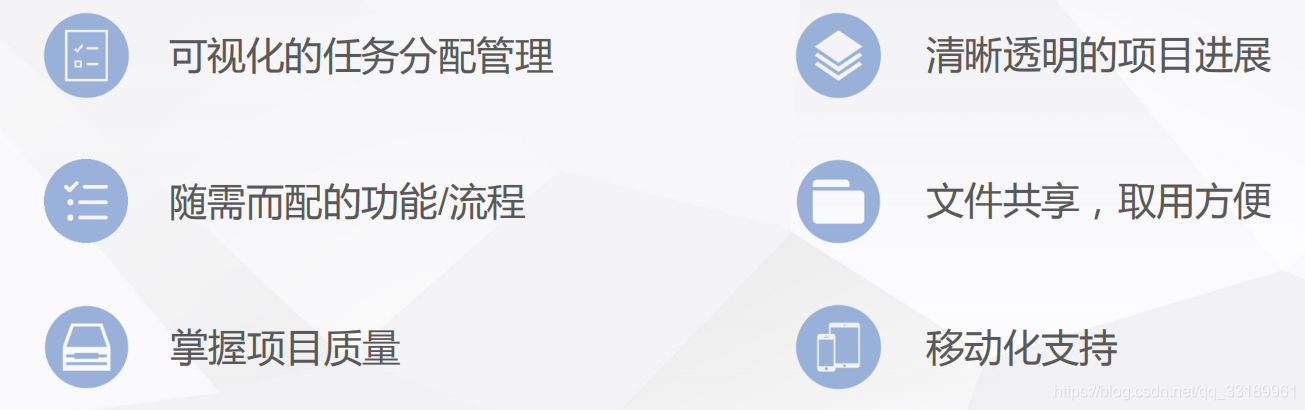 可视化的任务分配管理
清晰透明的项目进展
随需而配的功能/流程
文件共享，取用方便
掌握项目质量
移动化支持
https://blog.csdn.net/qq_33189961